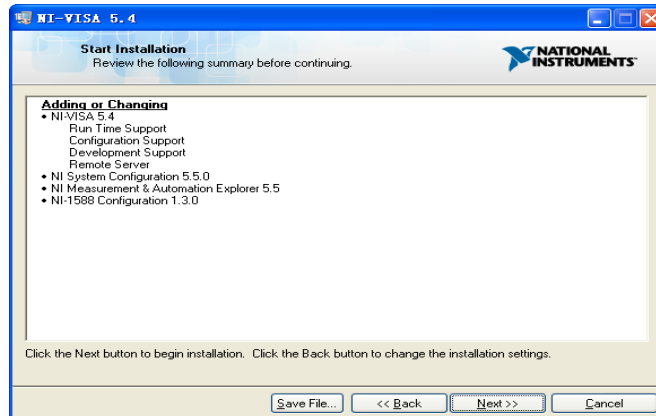 NI-VISA 5.4
Start Installation
Review the following summary before continuing.
NATIONAL
INSTRUMENTS™
Adding or Changing
• NI-VISA 5.4
Run Time Support
Configuration Support
Development Support
Remote Server
• NI System Configuration 5.5.0
• NI Measurement & Automation Explorer 5.5
• NI-1588 Configuration 1.3.0
Click the Next button to begin installation. Click the Back button to change the installation settings.
Save File... << Back Next >> Cancel